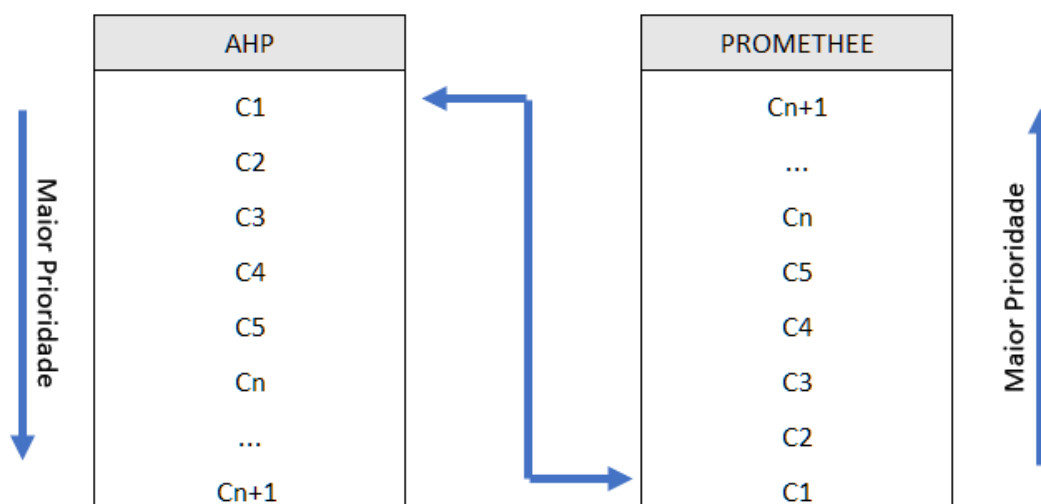 AHP
C1
C2
C3
C4
C5
Cn
...
Cn+1
Maior Prioridade
PROMETHEE
Cn+1
...
Cn
C5
C4
C3
C2
C1
Maior Prioridade